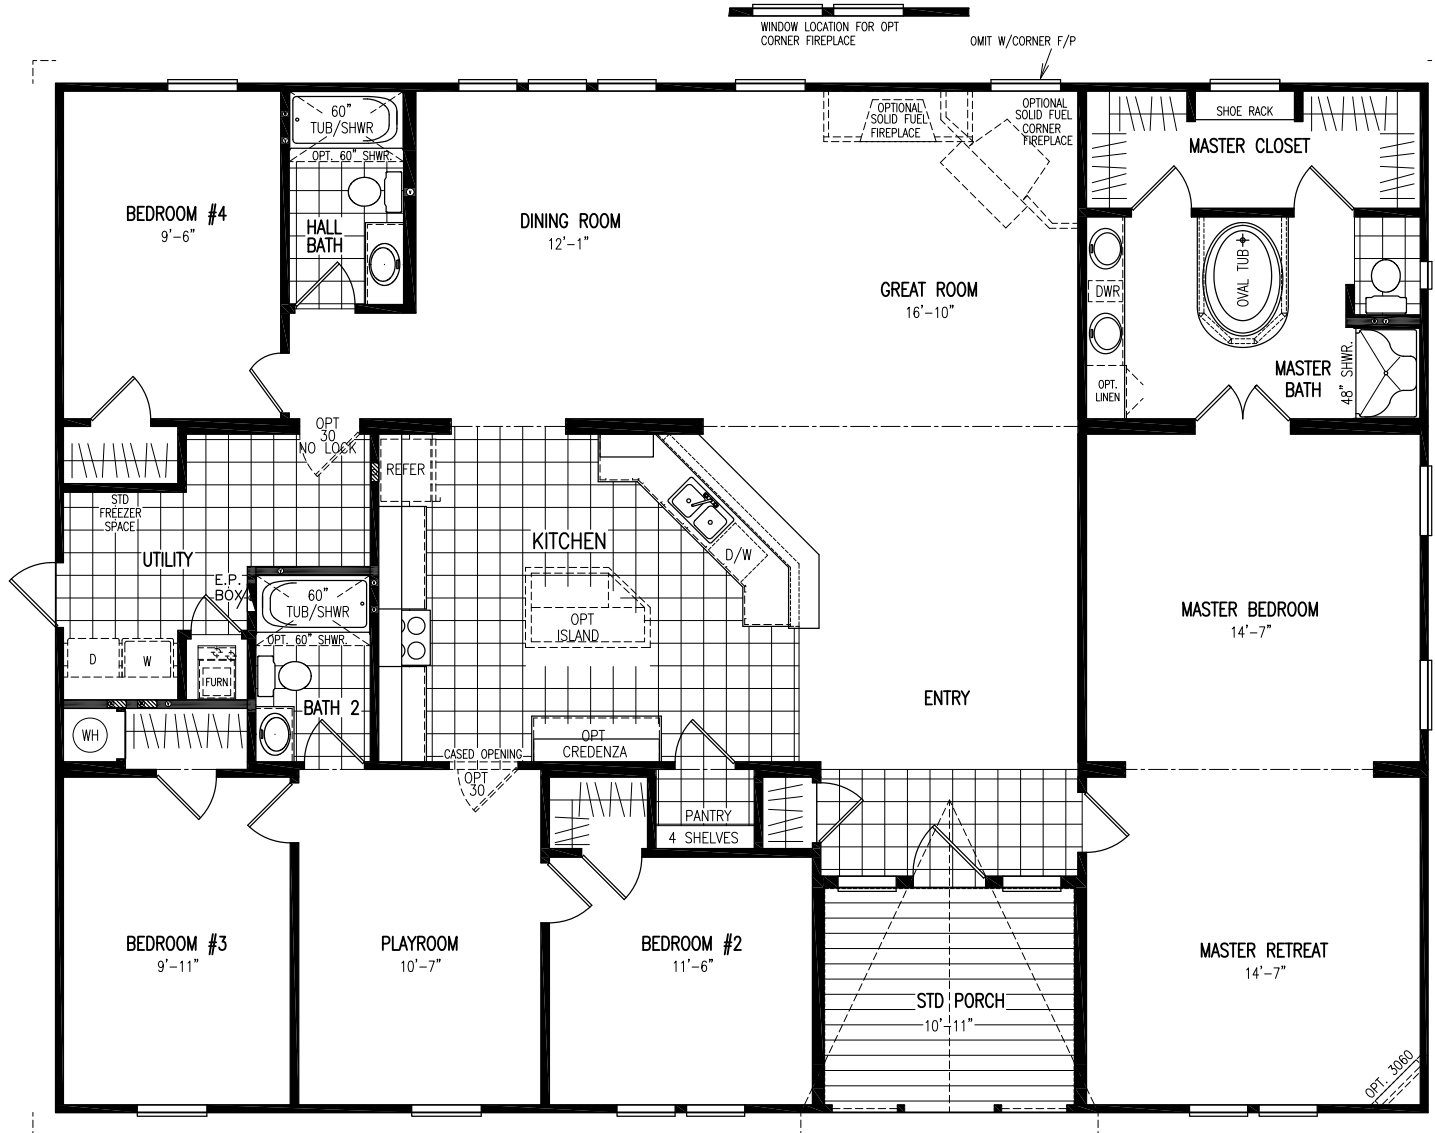 WINDOW LOCATION FOR OPT
CORNER FIREPLACE
OMIT W/CORNER F/P
60"
TUB/SHWR
OPT. 60" SHWR.
OPTIONAL
SOLID FUEL
FIREPLACE
OPTIONAL
SOLID FUEL
CORNER
FIREPLACE
SHOE RACK
MASTER CLOSET
BEDROOM #4
9'-6"
HALL
BATH
DINING ROOM
12'-1"
GREAT ROOM
16'-10"
DWR
OVAL TUB
OPT.
LINEN
MASTER
BATH
48" SHWR.
OPT
30
NO LOCK
REFER
STD
FREEZER
SPACE
UTILITY
E.P.
BOX
KITCHEN
D/W
60"
TUB/SHWR
OPT. 60" SHWR.
OPT
ISLAND
MASTER BEDROOM
14'-7"
D
W
FURN
BATH 2
WH
ENTRY
OPT
CREDENZA
CASED OPENING
OPT
30
PANTRY
4 SHELVES
BEDROOM #3
9'-11"
PLAYROOM
10'-7"
BEDROOM #2
11'-6"
MASTER RETREAT
14'-7"
STD PORCH
10'-11"
OPT. 3060